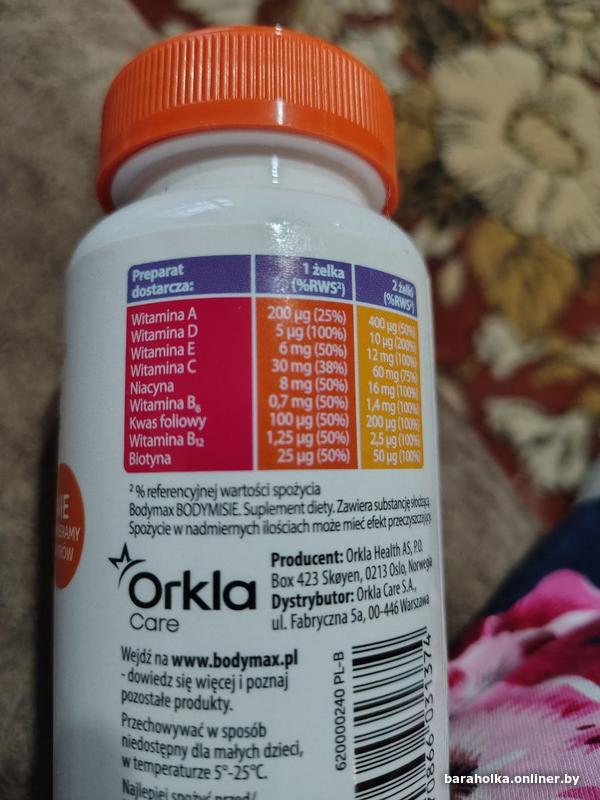 Preparat dostarcza: 1 żelka (%RWS²) 2 żelki (%RWS²)
Witamina A 200 µg (25%) 400 µg (50%)
Witamina D 5 µg (100%) 10 µg (200%)
Witamina E 6 mg (50%) 12 mg (100%)
Witamina C 30 mg (38%) 60 mg (75%)
Niacyna 8 mg (50%) 16 mg (100%)
Witamina B₆ 0,7 mg (50%) 1,4 mg (100%)
Kwas foliowy 100 µg (50%) 200 µg (100%)
Witamina B₁₂ 1,25 µg (50%) 2,5 µg (100%)
Biotyna 25 µg (50%) 50 µg (100%)
² % referencyjnej wartości spożycia
Bodymax BODYMISIE. Suplement diety. Zawiera substancję słodzącą.
Spożycie w nadmiernych ilościach może mieć efekt przeczyszczający.
Orkla
Care
Producent: Orkla Health AS, P.O.
Box 423 Skøyen, 0213 Oslo, Norwegia
Dystrybutor: Orkla Care S.A.,
ul. Fabryczna 5a, 00-446 Warszawa
Wejdź na www.bodymax.pl
- dowiedz się więcej i poznaj
pozostałe produkty.
Przechowywać w sposób
niedostępny dla małych dzieci,
w temperaturze 5°-25°C.
Najlepiej spożyć przed/
620000240 PL-B
baraholka.onliner.by